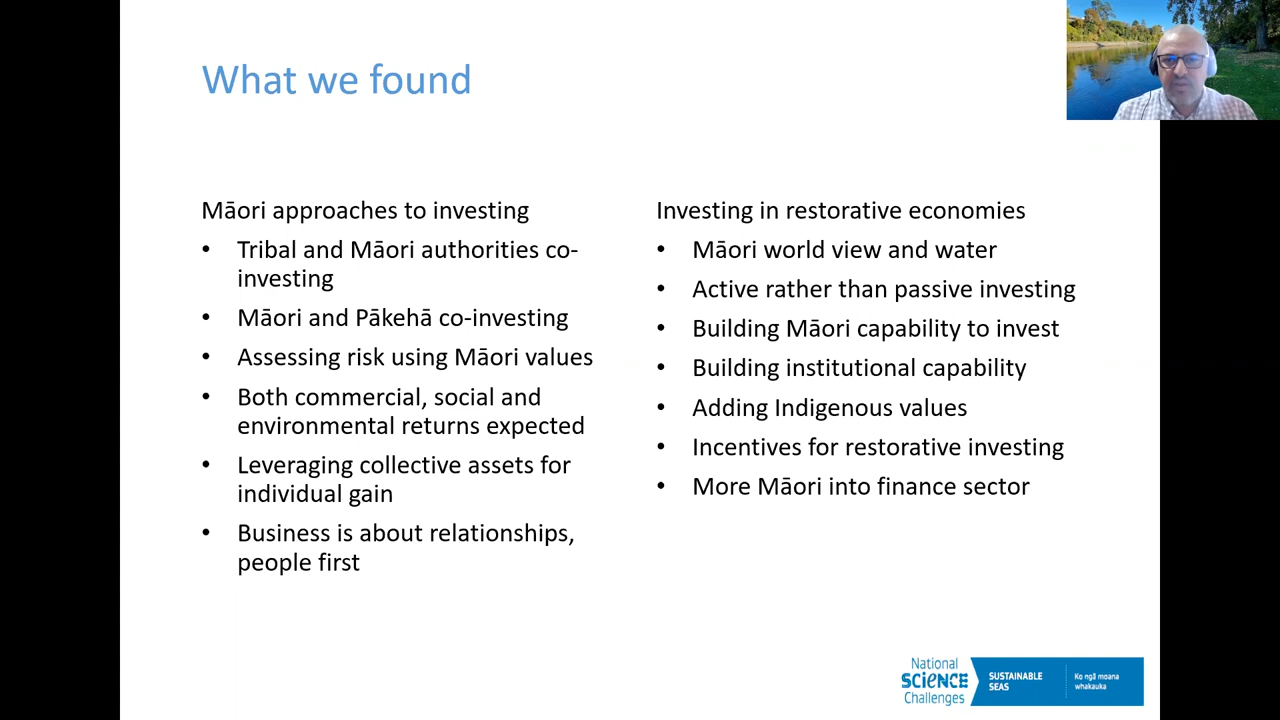 What we found
Māori approaches to investing
• Tribal and Māori authorities co-
investing
• Māori and Pākehā co-investing
• Assessing risk using Māori values
• Both commercial, social and
environmental returns expected
• Leveraging collective assets for
individual gain
• Business is about relationships,
people first
Investing in restorative economies
• Māori world view and water
• Active rather than passive investing
• Building Māori capability to invest
• Building institutional capability
• Adding Indigenous values
• Incentives for restorative investing
• More Māori into finance sector
National
SCIENCE
Challenges
SUSTAINABLE
SEAS
Ko ngā moana
whakauka